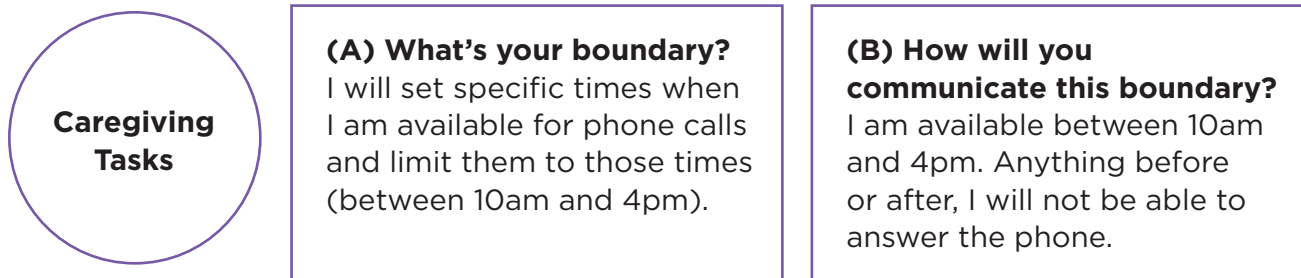 Caregiving
Tasks
(A) What’s your boundary?
I will set specific times when
I am available for phone calls
and limit them to those times
(between 10am and 4pm).
(B) How will you
communicate this boundary?
I am available between 10am
and 4pm. Anything before
or after, I will not be able to
answer the phone.